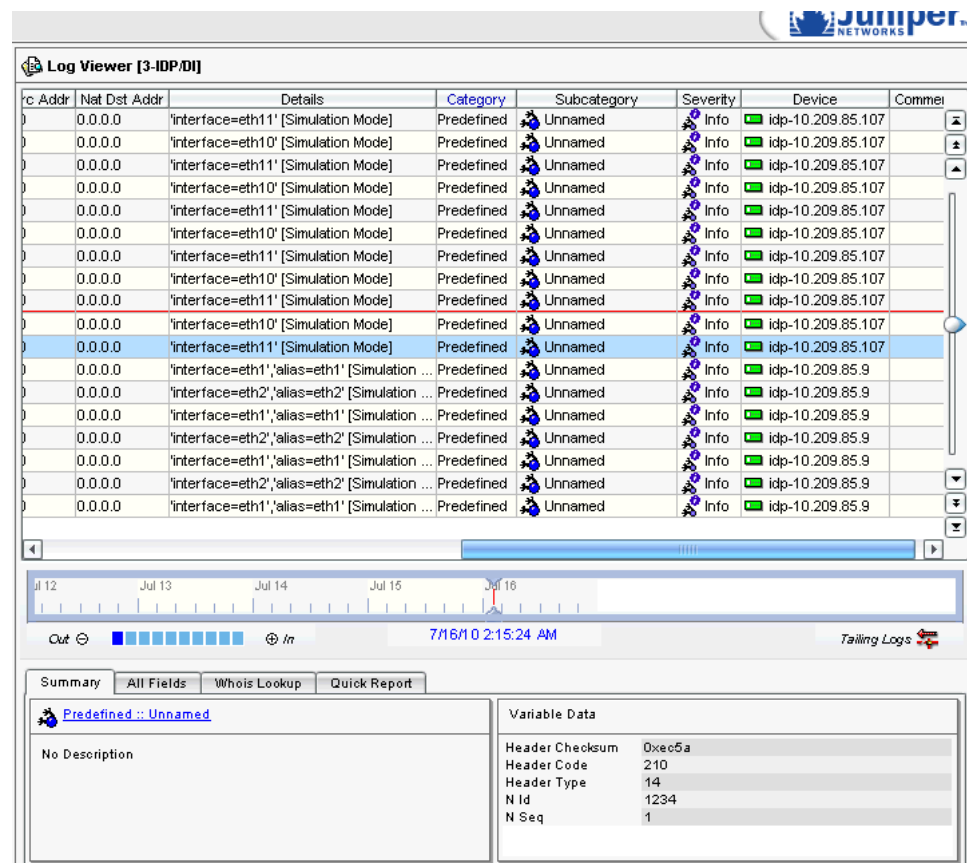 Juniper
NETWORKS
Log Viewer [3-IDP/DI]
rc Addr Nat Dst Addr Details Category Subcategory Severity Device Commen
0.0.0.0 'interface=eth11' [Simulation Mode] Predefined Unnamed Info idp-10.209.85.107
0.0.0.0 'interface=eth10' [Simulation Mode] Predefined Unnamed Info idp-10.209.85.107
0.0.0.0 'interface=eth11' [Simulation Mode] Predefined Unnamed Info idp-10.209.85.107
0.0.0.0 'interface=eth10' [Simulation Mode] Predefined Unnamed Info idp-10.209.85.107
0.0.0.0 'interface=eth11' [Simulation Mode] Predefined Unnamed Info idp-10.209.85.107
0.0.0.0 'interface=eth10' [Simulation Mode] Predefined Unnamed Info idp-10.209.85.107
0.0.0.0 'interface=eth11' [Simulation Mode] Predefined Unnamed Info idp-10.209.85.107
0.0.0.0 'interface=eth10' [Simulation Mode] Predefined Unnamed Info idp-10.209.85.107
0.0.0.0 'interface=eth11' [Simulation Mode] Predefined Unnamed Info idp-10.209.85.107
0.0.0.0 'interface=eth10' [Simulation Mode] Predefined Unnamed Info idp-10.209.85.107
0.0.0.0 'interface=eth11' [Simulation Mode] Predefined Unnamed Info idp-10.209.85.107
0.0.0.0 'interface=eth1','alias=eth1' [Simulation ... Predefined Unnamed Info idp-10.209.85.9
0.0.0.0 'interface=eth2','alias=eth2' [Simulation ... Predefined Unnamed Info idp-10.209.85.9
0.0.0.0 'interface=eth1','alias=eth1' [Simulation ... Predefined Unnamed Info idp-10.209.85.9
0.0.0.0 'interface=eth2','alias=eth2' [Simulation ... Predefined Unnamed Info idp-10.209.85.9
0.0.0.0 'interface=eth1','alias=eth1' [Simulation ... Predefined Unnamed Info idp-10.209.85.9
0.0.0.0 'interface=eth2','alias=eth2' [Simulation ... Predefined Unnamed Info idp-10.209.85.9
0.0.0.0 'interface=eth1','alias=eth1' [Simulation ... Predefined Unnamed Info idp-10.209.85.9
ul 12 Jul 13 Jul 14 Jul 15 Jul 16
Out In 7/16/10 2:15:24 AM Tailing Logs
Summary All Fields Whois Lookup Quick Report
Predefined :: Unnamed
No Description
Variable Data
Header Checksum 0xec5a
Header Code 210
Header Type 14
N Id 1234
N Seq 1